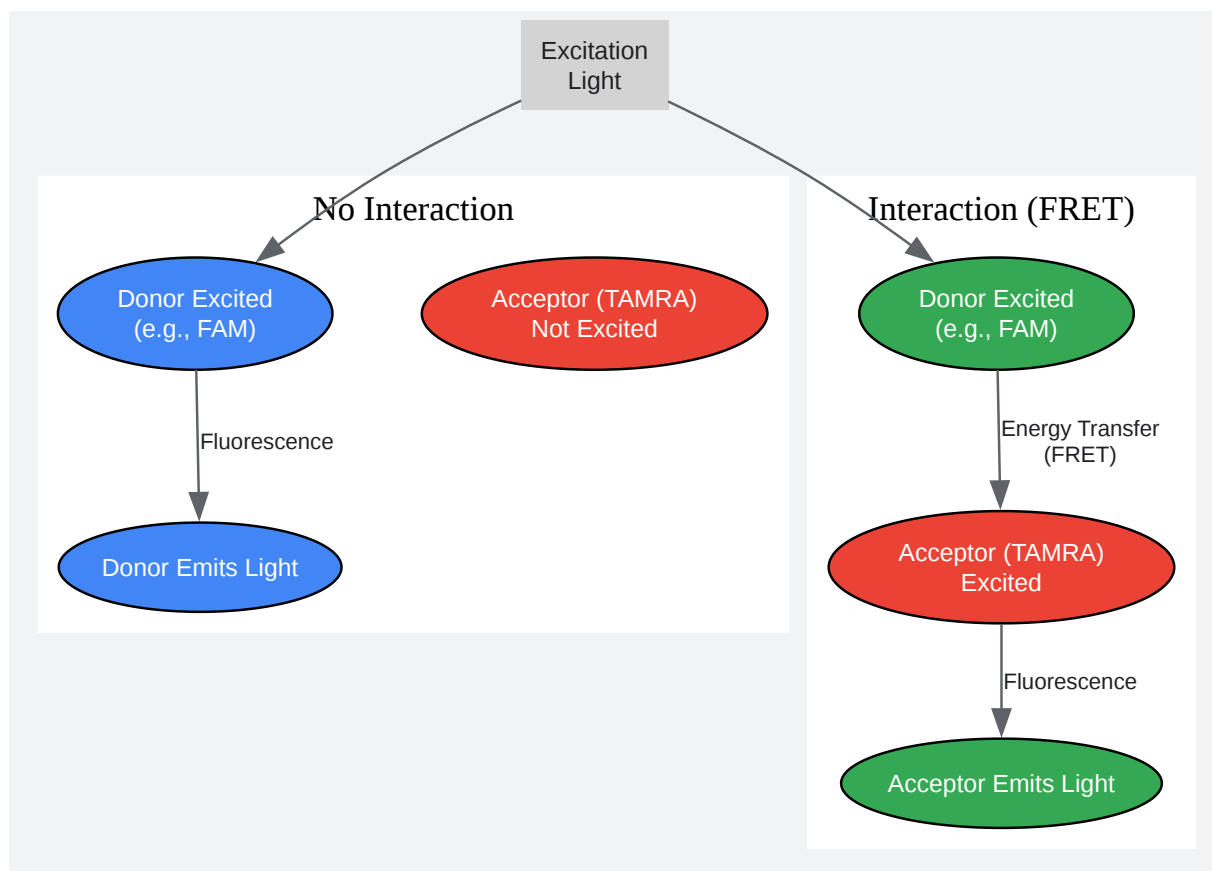 Excitation
Light
No Interaction
Donor Excited
(e.g., FAM)
Acceptor (TAMRA)
Not Excited
Fluorescence
Donor Emits Light
Interaction (FRET)
Donor Excited
(e.g., FAM)
Energy Transfer
(FRET)
Acceptor (TAMRA)
Excited
Fluorescence
Acceptor Emits Light